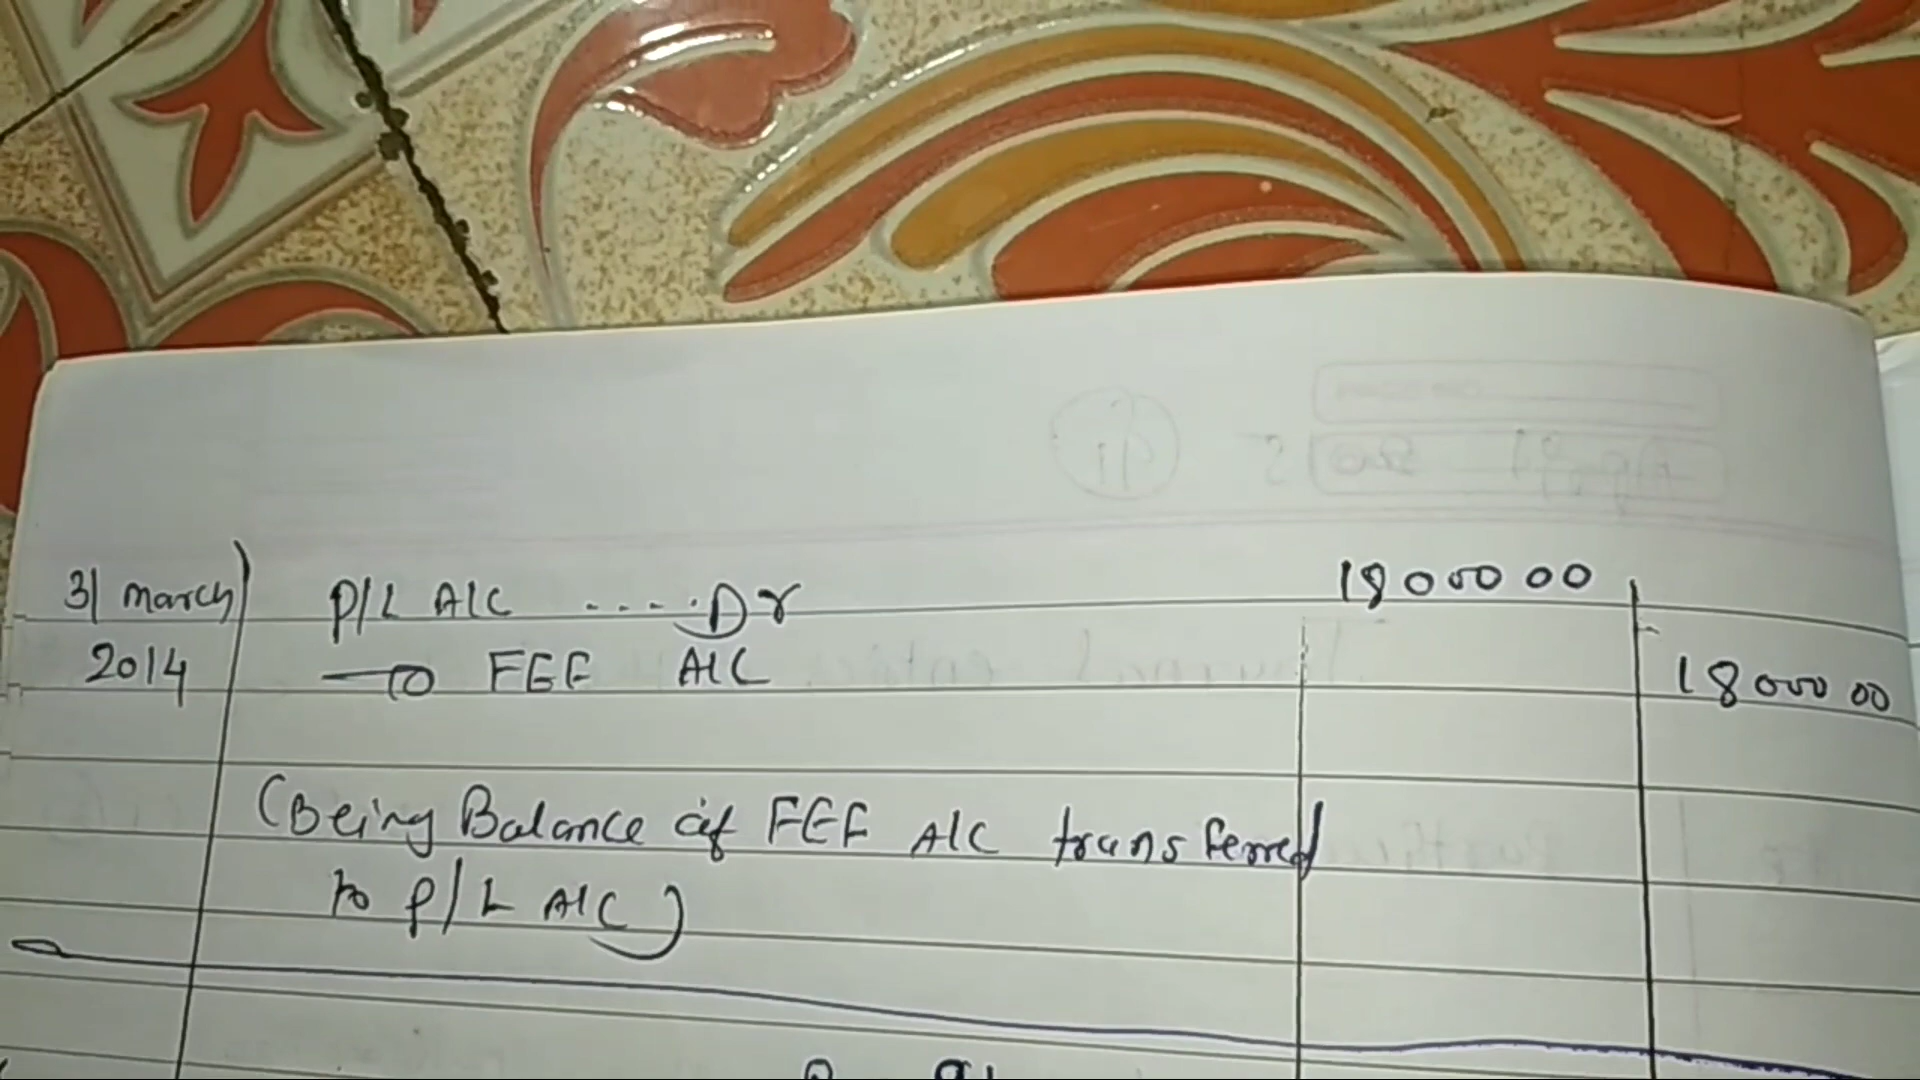 31 march P/L A/C .....Dr 1800000
2014 To FEF A/C 1800000
(Being Balance of FEF A/C transferred
to P/L A/C)